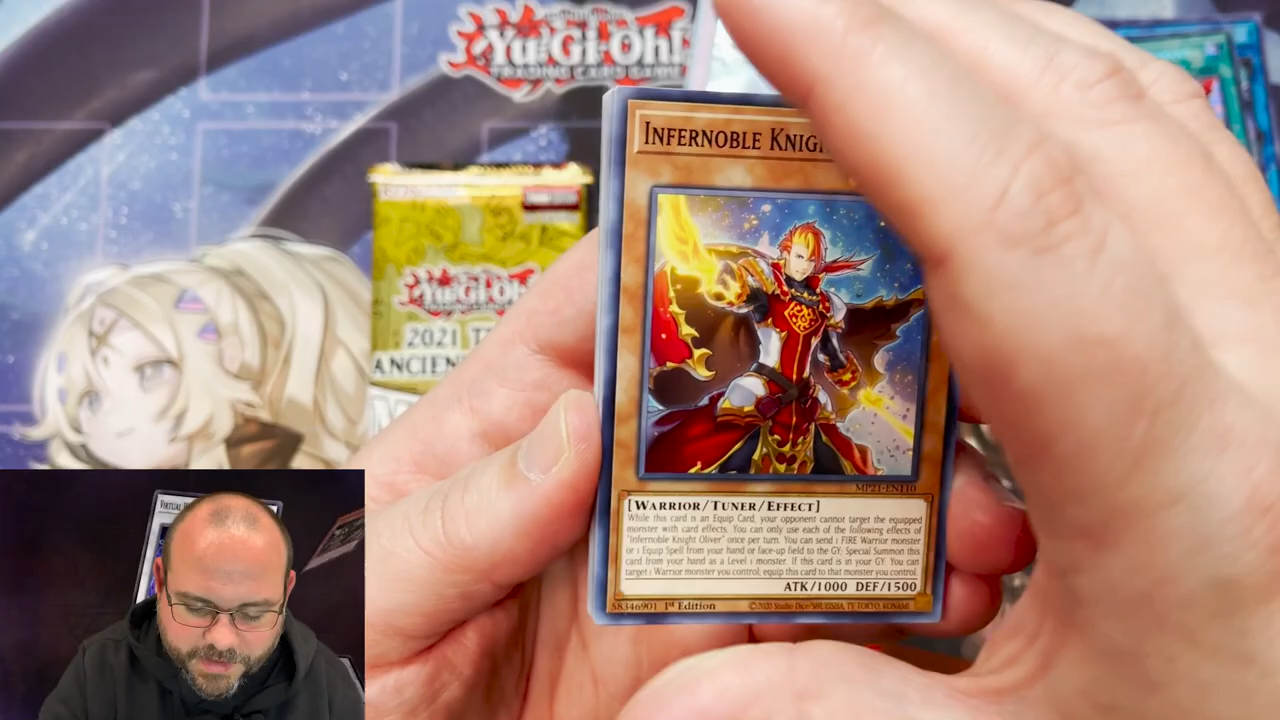 Yu-Gi-Oh!
TRADING CARD GAME
INFERNOBLE KNIGH
Yu-Gi-Oh
2021 T
ANCIEN
MP21-EN110
[WARRIOR/TUNER/EFFECT]
While this card is an Equip Card, your opponent cannot target the equipped
monster with card effects. You can only use each of the following effects of
"Infernoble Knight Oliver" once per turn. You can send 1 FIRE Warrior monster
or 1 Equip Spell from your hand or face-up field to the GY; Special Summon this
card from your hand as a Level 1 monster. If this card is in your GY: You can
target 1 Warrior monster you control; equip this card to that monster you control.
ATK/1000 DEF/1500
58346901 1st Edition ©2020 Studio Dice/SHUEISHA, TV TOKYO, KONAMI
VIRTUAL